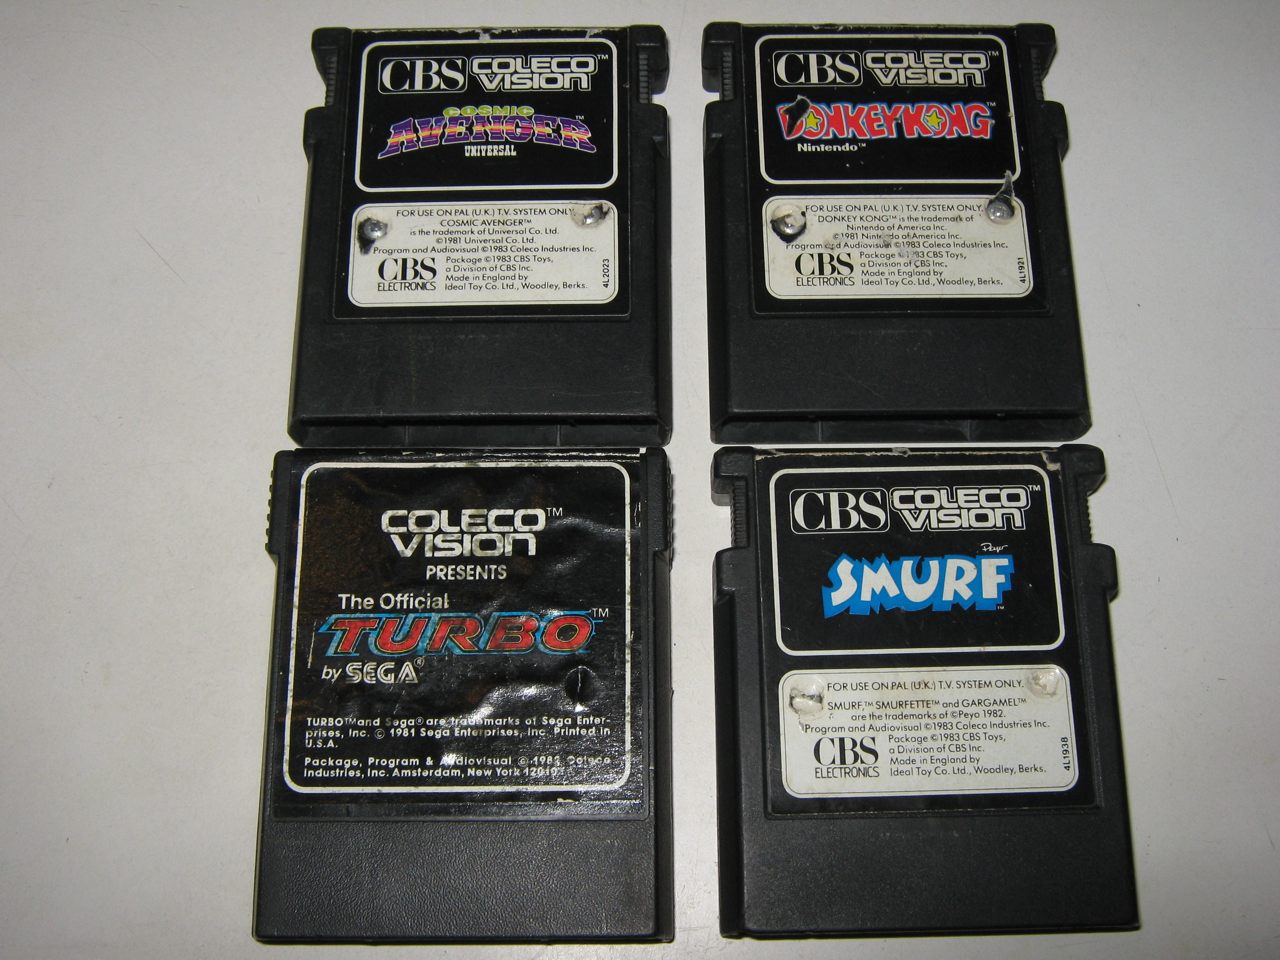 CBS COLECO
VISION™
COSMIC
AVENGER™
UNIVERSAL
FOR USE ON PAL (U.K.) T.V. SYSTEM ONLY.
COSMIC AVENGER™
is the trademark of Universal Co. Ltd.
©1981 Universal Co. Ltd.
Program and Audiovisual ©1983 Coleco Industries Inc.
Package ©1983 CBS Toys,
a Division of CBS Inc.
Made in England by
Ideal Toy Co. Ltd., Woodley, Berks.
CBS
ELECTRONICS
4L2023
CBS COLECO
VISION™
DONKEY KONG™
Nintendo™
FOR USE ON PAL (U.K.) T.V. SYSTEM ONLY.
DONKEY KONG™ is the trademark of
Nintendo of America Inc.
©1981 Nintendo of America Inc.
Program and Audiovisual ©1983 Coleco Industries Inc.
Package ©1983 CBS Toys,
a Division of CBS Inc.
Made in England by
Ideal Toy Co. Ltd., Woodley, Berks.
CBS
ELECTRONICS
4L1921
COLECO™
VISION
PRESENTS
The Official
TURBO™
by SEGA®
TURBO™ and Sega® are trademarks of Sega Enter-
prises, Inc. © 1981 Sega Enterprises, Inc. Printed in
U.S.A.
Package, Program & Audiovisual © 1982 Coleco
Industries, Inc. Amsterdam, New York 12010
CBS COLECO
VISION™
Peyo
SMURF™
FOR USE ON PAL (U.K.) T.V. SYSTEM ONLY.
SMURF,™ SMURFETTE™ and GARGAMEL™
are the trademarks of ©Peyo 1982.
Program and Audiovisual ©1983 Coleco Industries Inc.
Package ©1983 CBS Toys,
a Division of CBS Inc.
Made in England by
Ideal Toy Co. Ltd., Woodley, Berks.
CBS
ELECTRONICS
4L1938